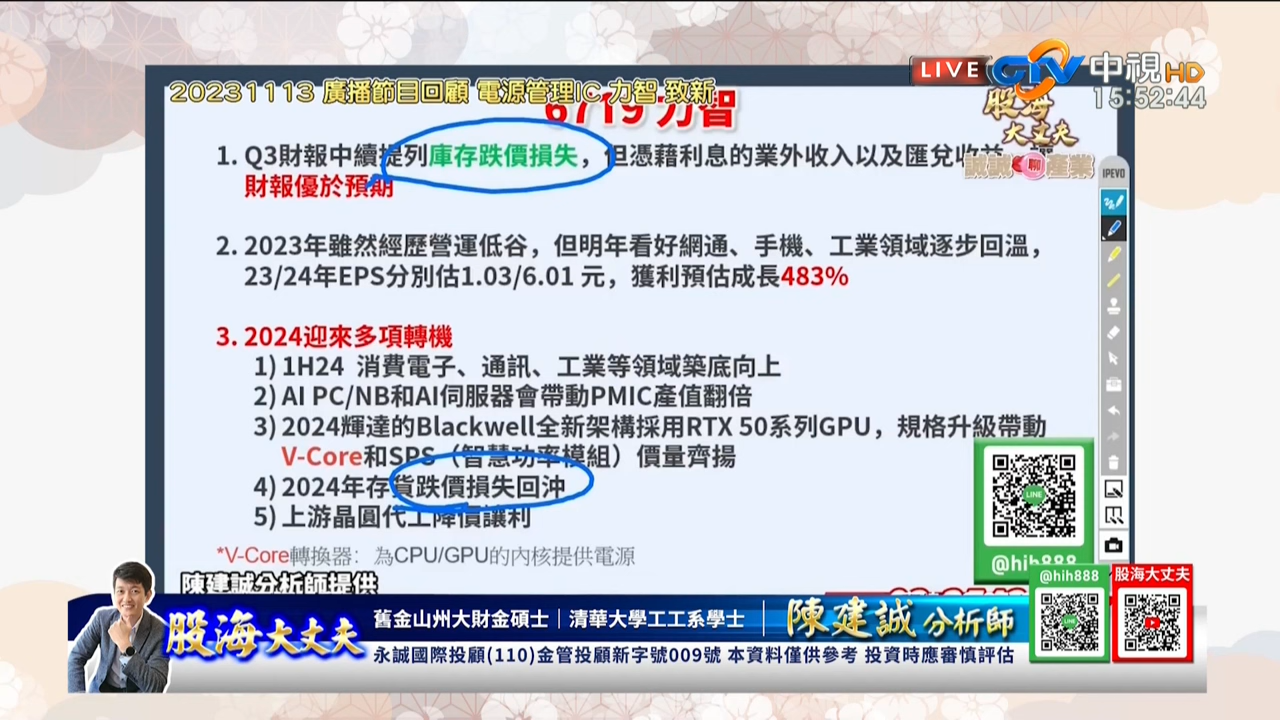 LIVE
CTV 中視HD
15:52:44
20231113 廣播節目回顧 電源管理IC 力智 致新
6719 力智
股海
大丈夫
誠誠 聊 產業
1. Q3財報中續提列庫存跌價損失，但憑藉利息的業外收入以及匯兌收益
財報優於預期
2. 2023年雖然經歷營運低谷，但明年看好網通、手機、工業領域逐步回溫，
23/24年EPS分別估1.03/6.01 元，獲利預估成長483%
3. 2024迎來多項轉機
1) 1H24 消費電子、通訊、工業等領域築底向上
2) AI PC/NB和AI伺服器會帶動PMIC產值翻倍
3) 2024輝達的Blackwell全新架構採用RTX 50系列GPU，規格升級帶動
V-Core和SPS（智慧功率模組）價量齊揚
4) 2024年存貨跌價損失回沖
5) 上游晶圓代工降價讓利
*V-Core轉換器：為CPU/GPU的內核提供電源
IPEVO
LINE
@hih888
陳建誠分析師提供
@hih888
股海大丈夫
LINE
股海大丈夫
舊金山州大財金碩士｜清華大學工工系學士
陳建誠 分析師
永誠國際投顧(110)金管投顧新字號009號 本資料僅供參考 投資時應審慎評估